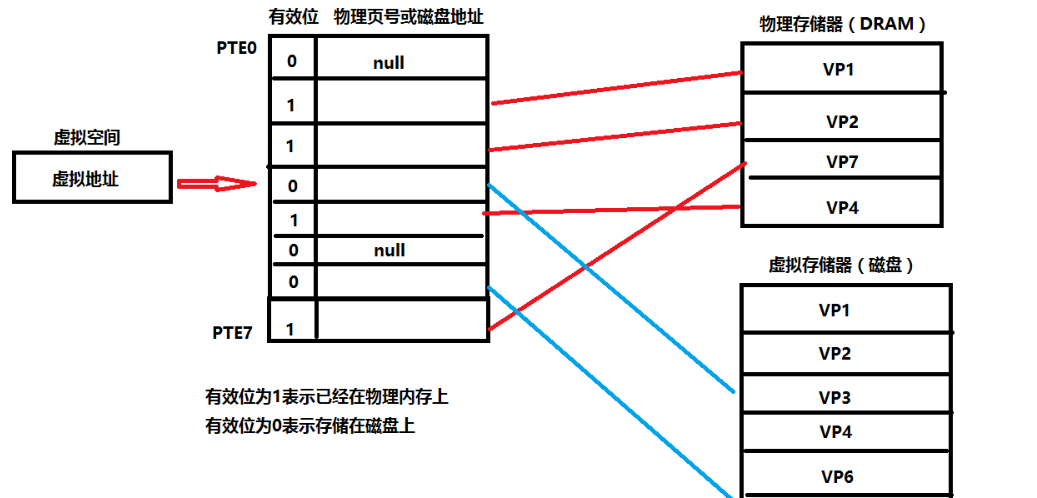 有效位 物理页号或磁盘地址
PTE0
0 null
1
1
0
1
0 null
0
1
PTE7
虚拟空间
虚拟地址
有效位为1表示已经在物理内存上
有效位为0表示存储在磁盘上
物理存储器（DRAM）
VP1
VP2
VP7
VP4
虚拟存储器（磁盘）
VP1
VP2
VP3
VP4
VP6